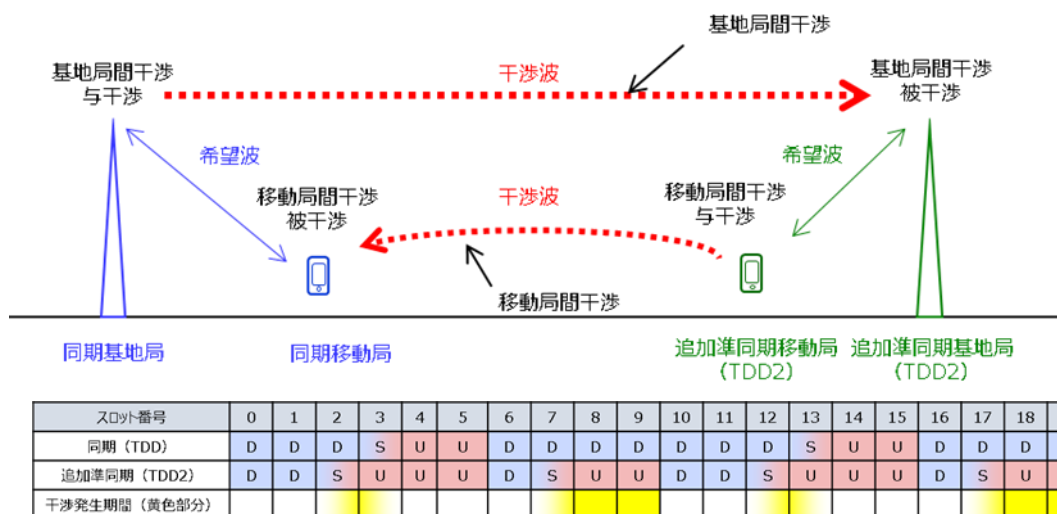 基地局間干渉
基地局間干渉
与干渉
干渉波
基地局間干渉
被干渉
希望波
希望波
移動局間干渉
被干渉
干渉波
移動局間干渉
与干渉
移動局間干渉
同期基地局
同期移動局
追加準同期移動局
(TDD2)
追加準同期基地局
(TDD2)
スロット番号 0 1 2 3 4 5 6 7 8 9 10 11 12 13 14 15 16 17 18
同期（TDD） D D D S U U D D D D D D D S U U D D D
追加準同期（TDD2） D D S U U U D S U U D D S U U U D S U
干渉発生期間（黄色部分）